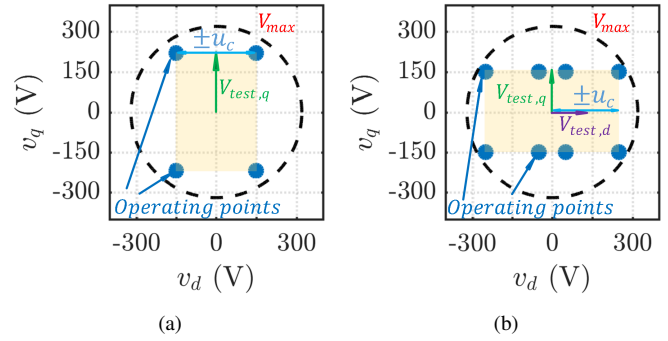 V_max
±u_c
V_test,q
Operating points
300
150
0
-150
-300
v_q (V)
-300 0 300
v_d (V)
(a)
V_max
V_test,q
±u_c
V_test,d
Operating points
300
150
0
-150
-300
v_q (V)
-300 0 300
v_d (V)
(b)